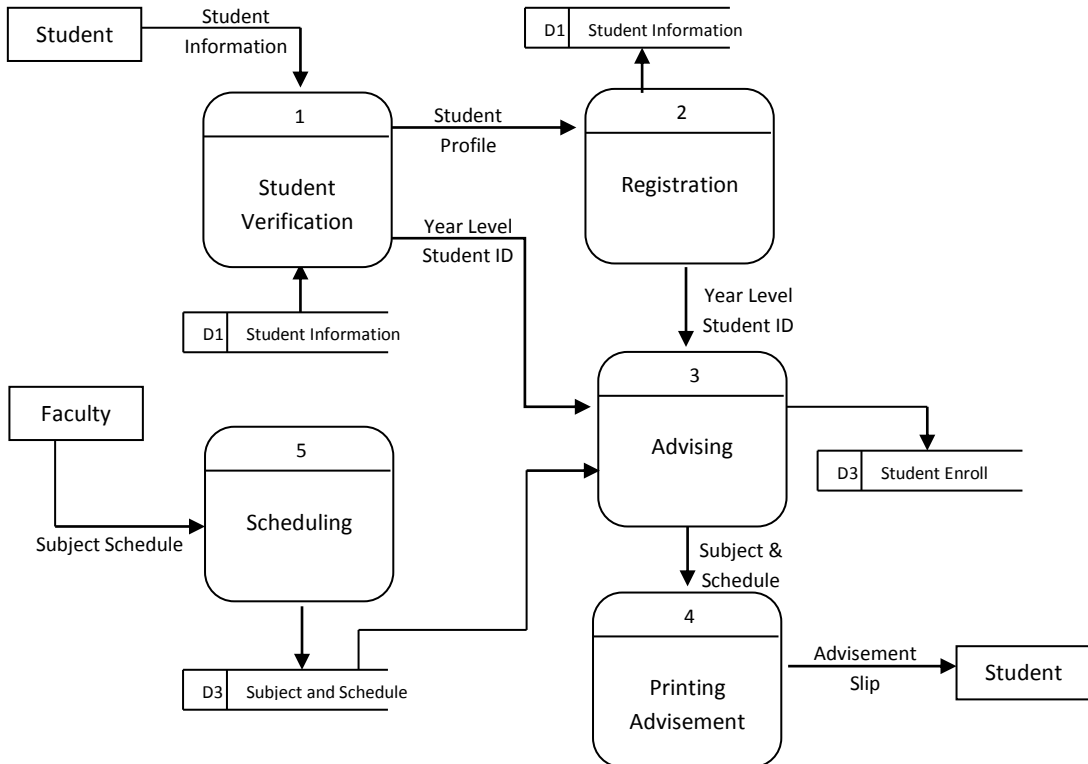 Student
Student
Information
D1 Student Information
1
Student
Verification
Student
Profile
2
Registration
Year Level
Student ID
D1 Student Information
Year Level
Student ID
3
Advising
Faculty
Subject Schedule
5
Scheduling
D3 Student Enroll
Subject &
Schedule
D3 Subject and Schedule
4
Printing
Advisement
Advisement
Slip
Student